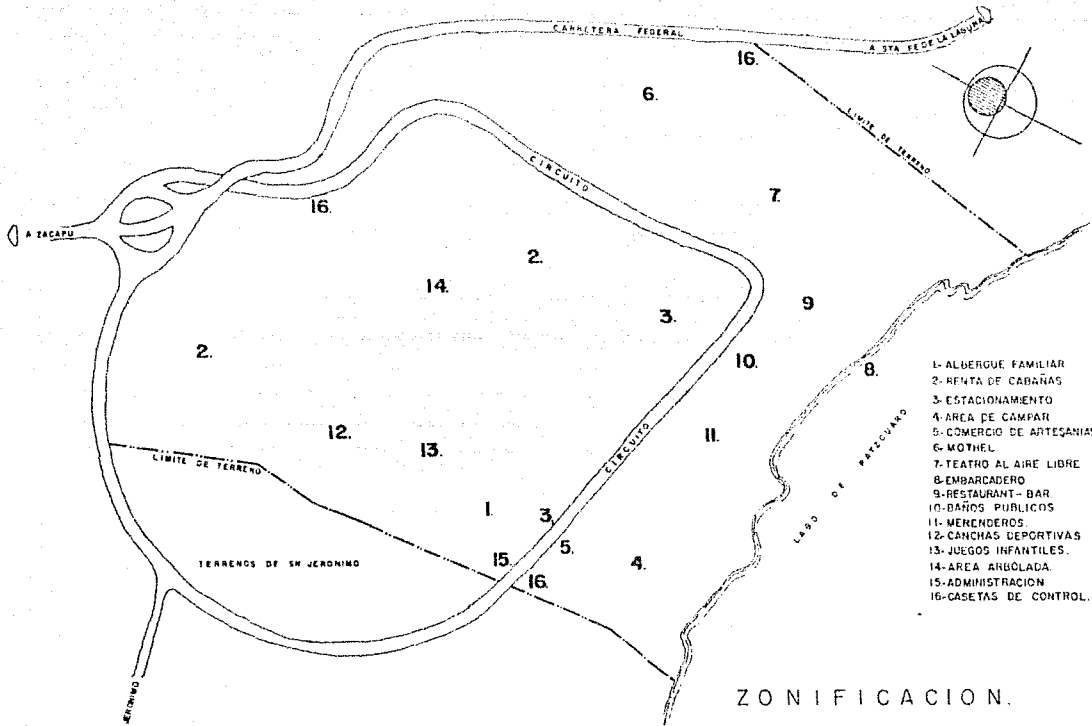 CARRETERA FEDERAL
A STA FE DE LA LAGUNA
16.
6.
LIMITE DE TERRENO
CIRCUITO
7.
16.
A ZACAPU
2.
14.
9
3.
2.
10.
8.
12.
13.
11.
CIRCUITO
LIMITE DE TERRENO
LAGO DE PATZCUARO
1.
3.
5.
15.
4.
16.
TERRENOS DE SN JERONIMO
JERONIMO
1- ALBERGUE FAMILIAR
2- RENTA DE CABAÑAS
3- ESTACIONAMIENTO
4- AREA DE CAMPAR
5- COMERCIO DE ARTESANIAS
6- MOTHEL
7- TEATRO AL AIRE LIBRE
8- EMBARCADERO
9- RESTAURANT - BAR.
10- BAÑOS PUBLICOS
11- MERENDEROS.
12- CANCHAS DEPORTIVAS
13- JUEGOS INFANTILES.
14- AREA ARBOLADA.
15- ADMINISTRACION
16- CASETAS DE CONTROL.
ZONIFICACION.